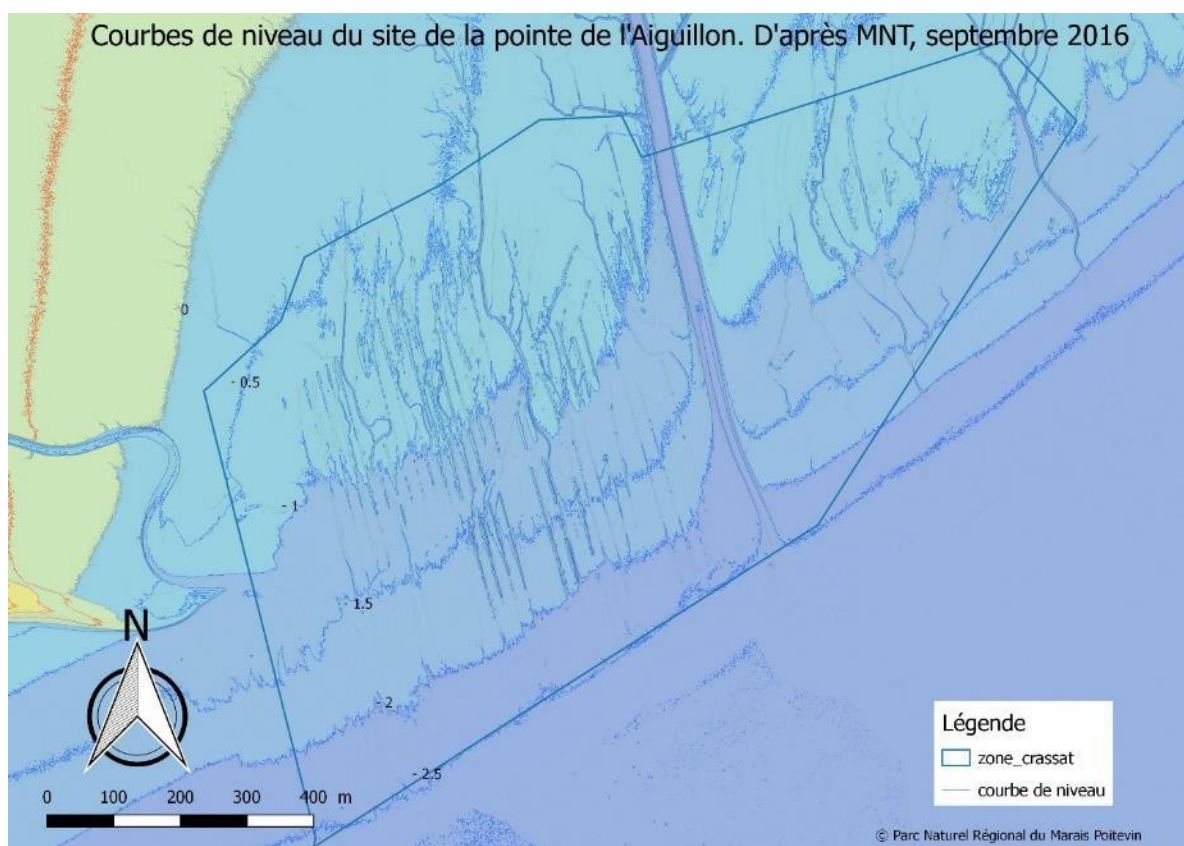 Courbes de niveau du site de la pointe de l'Aiguillon. D'après MNT, septembre 2016
0
- 0.5
- 1
- 1.5
- 2
- 2.5
N
0 100 200 300 400 m
Légende
zone_crassat
courbe de niveau
© Parc Naturel Régional du Marais Poitevin